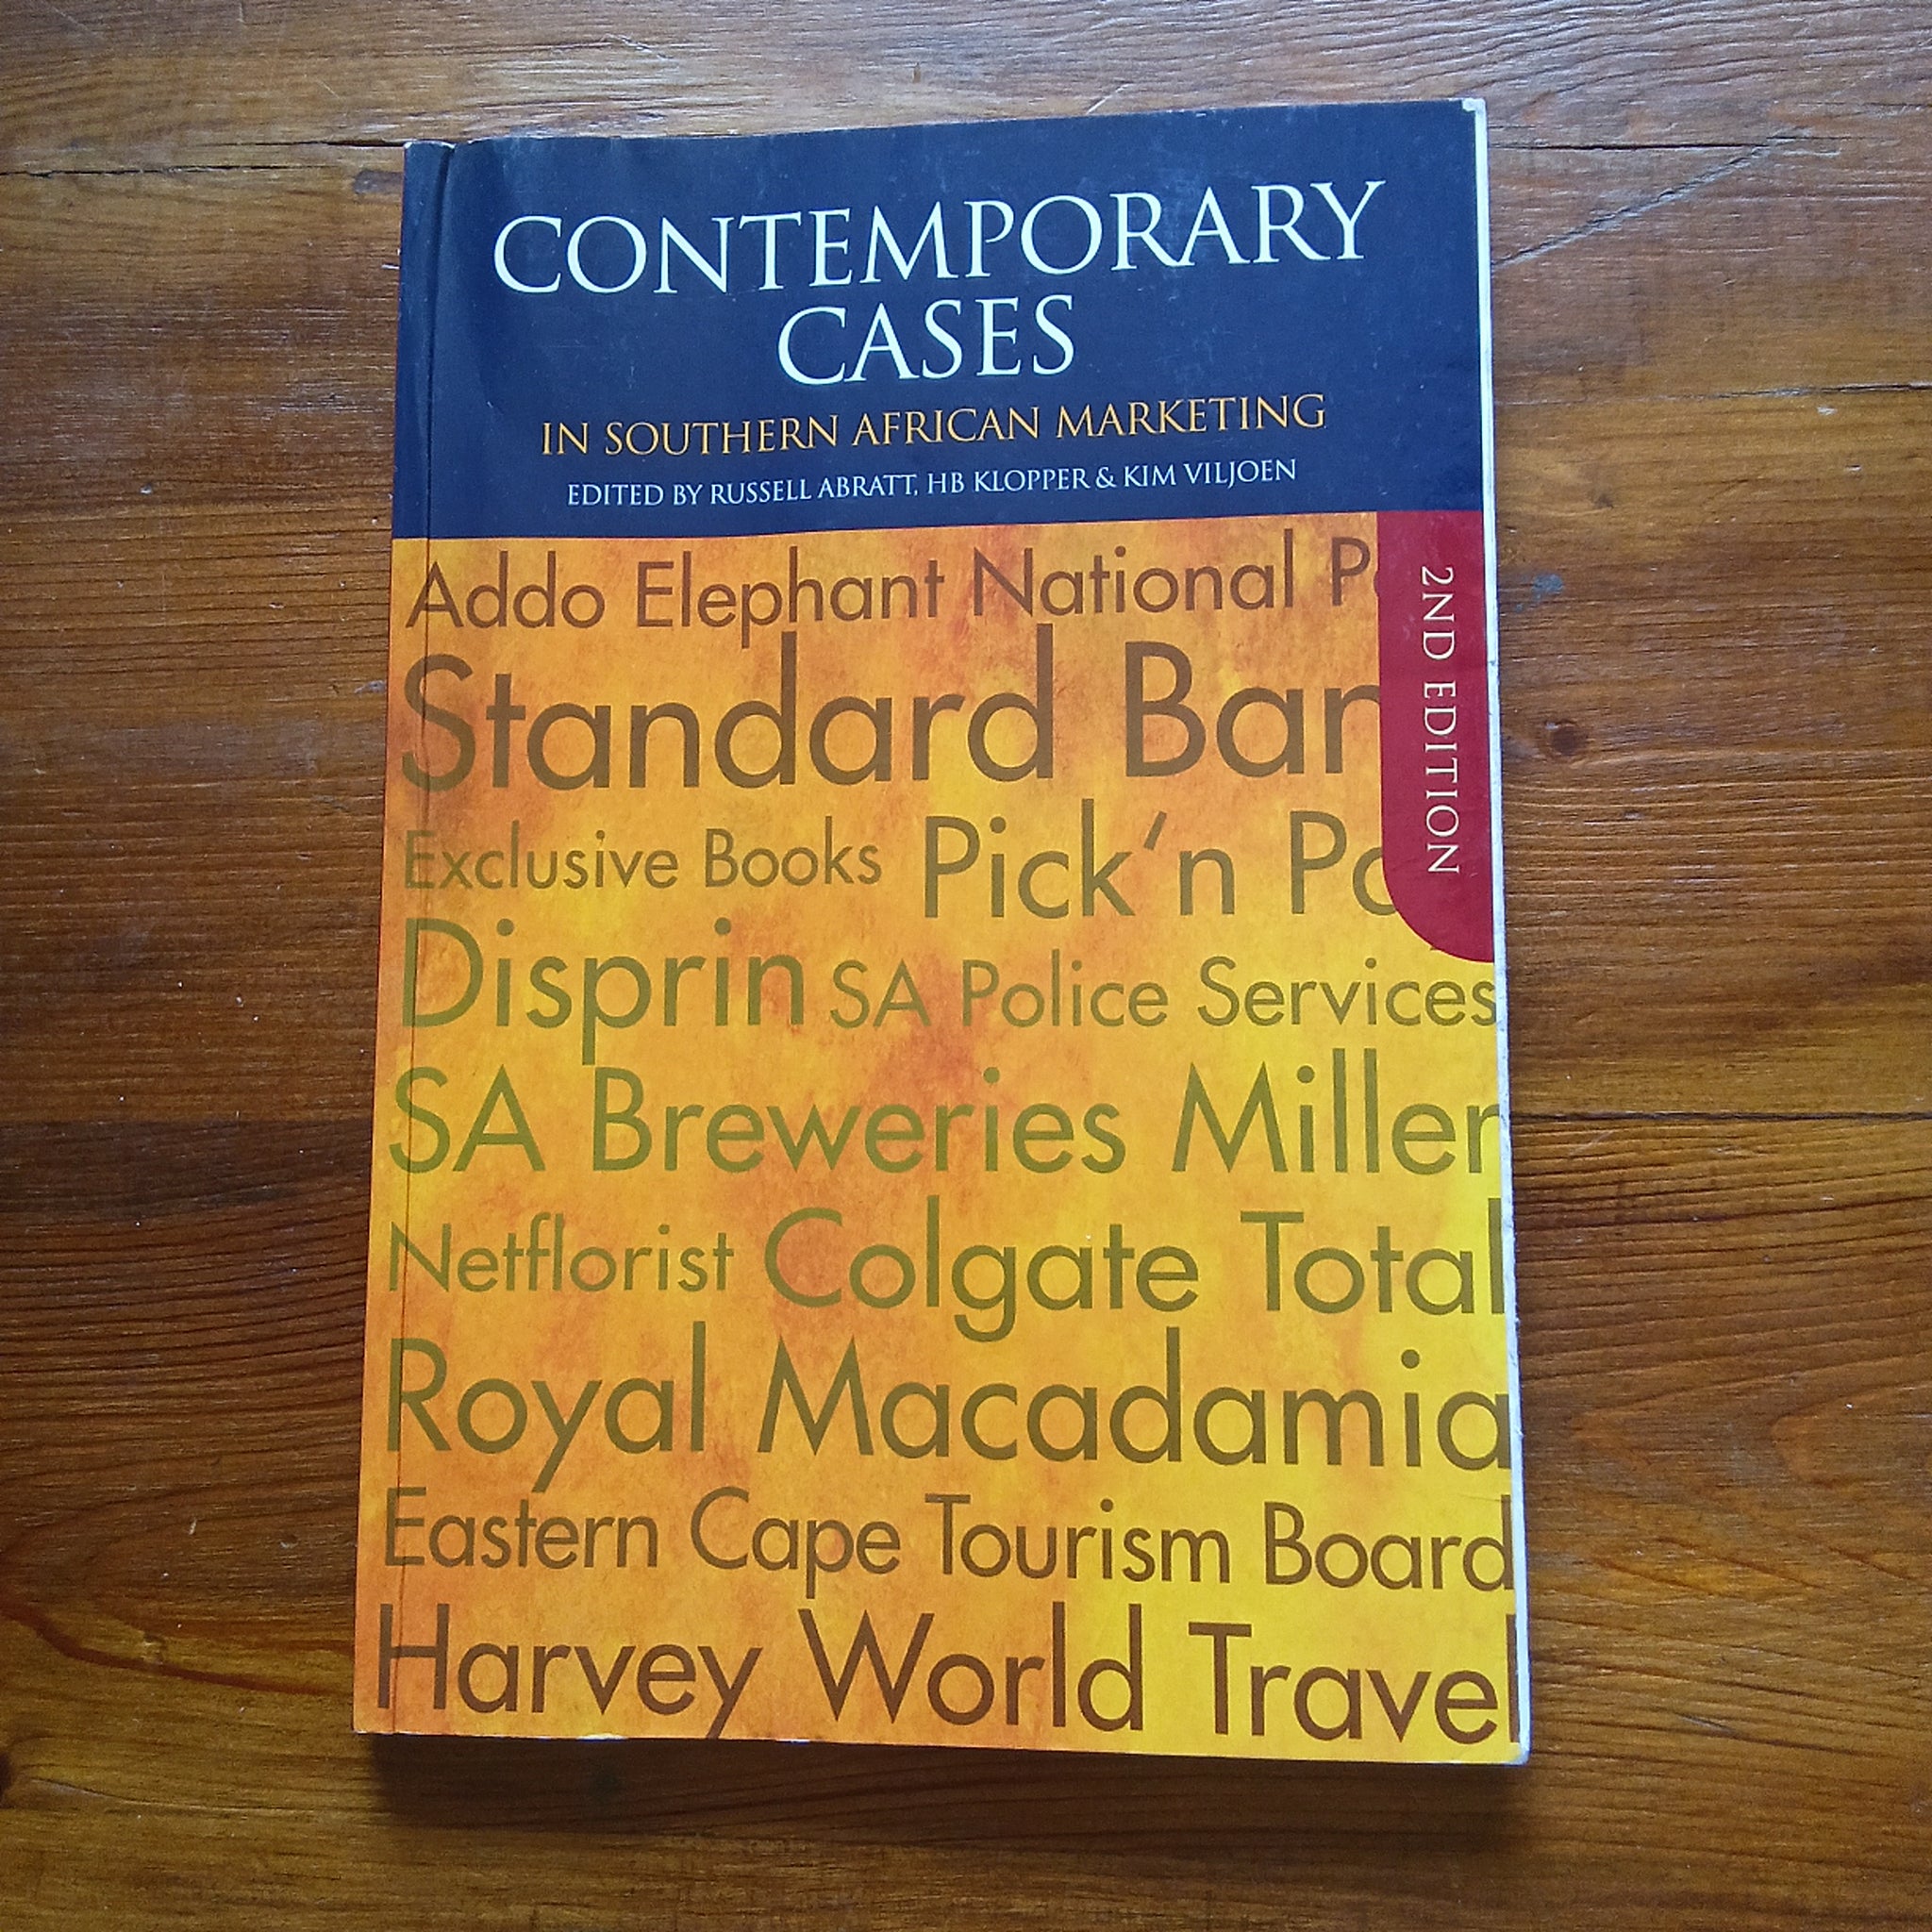 CONTEMPORARY
CASES
IN SOUTHERN AFRICAN MARKETING
EDITED BY RUSSELL ABRATT, HB KLOPPER & KIM VILJOEN
2ND EDITION
Addo Elephant National Pa
Standard Ban
Exclusive Books Pick'n Pa
Disprin SA Police Services
SA Breweries Miller
Netflorist Colgate Total
Royal Macadamia
Eastern Cape Tourism Board
Harvey World Travel